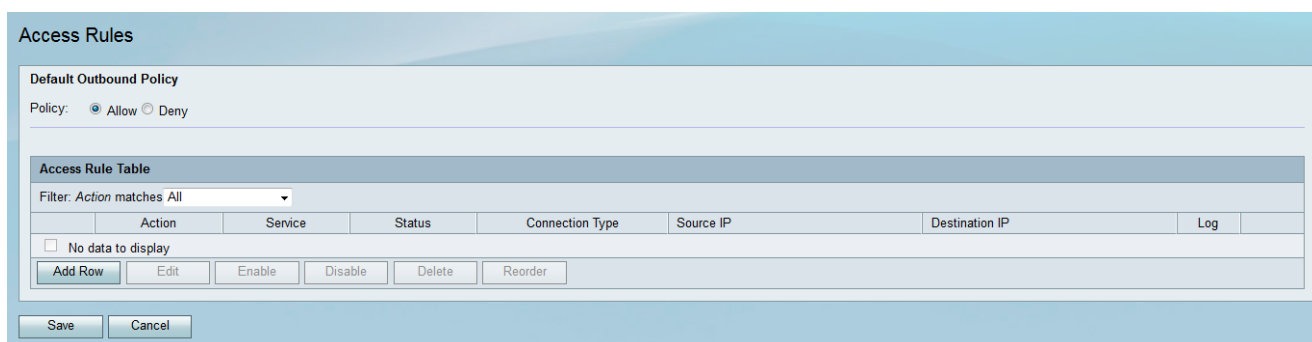 Access Rules
Default Outbound Policy
Policy: Allow Deny
Access Rule Table
Filter: Action matches All
Action Service Status Connection Type Source IP Destination IP Log
No data to display
Add Row Edit Enable Disable Delete Reorder
Save Cancel